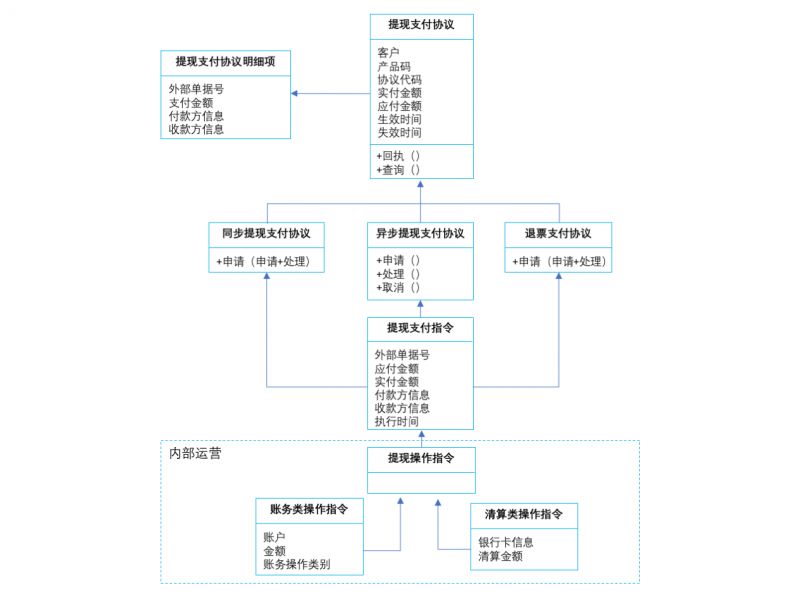 提现支付协议
客户
产品码
协议代码
实付金额
应付金额
生效时间
失效时间
+回执（）
+查询（）
提现支付协议明细项
外部单据号
支付金额
付款方信息
收款方信息
同步提现支付协议
+申请（申请+处理）
异步提现支付协议
+申请（）
+处理（）
+取消（）
退票支付协议
+申请（申请+处理）
提现支付指令
外部单据号
应付金额
实付金额
付款方信息
收款方信息
执行时间
内部运营
提现操作指令
账务类操作指令
账户
金额
账务操作类别
清算类操作指令
银行卡信息
清算金额